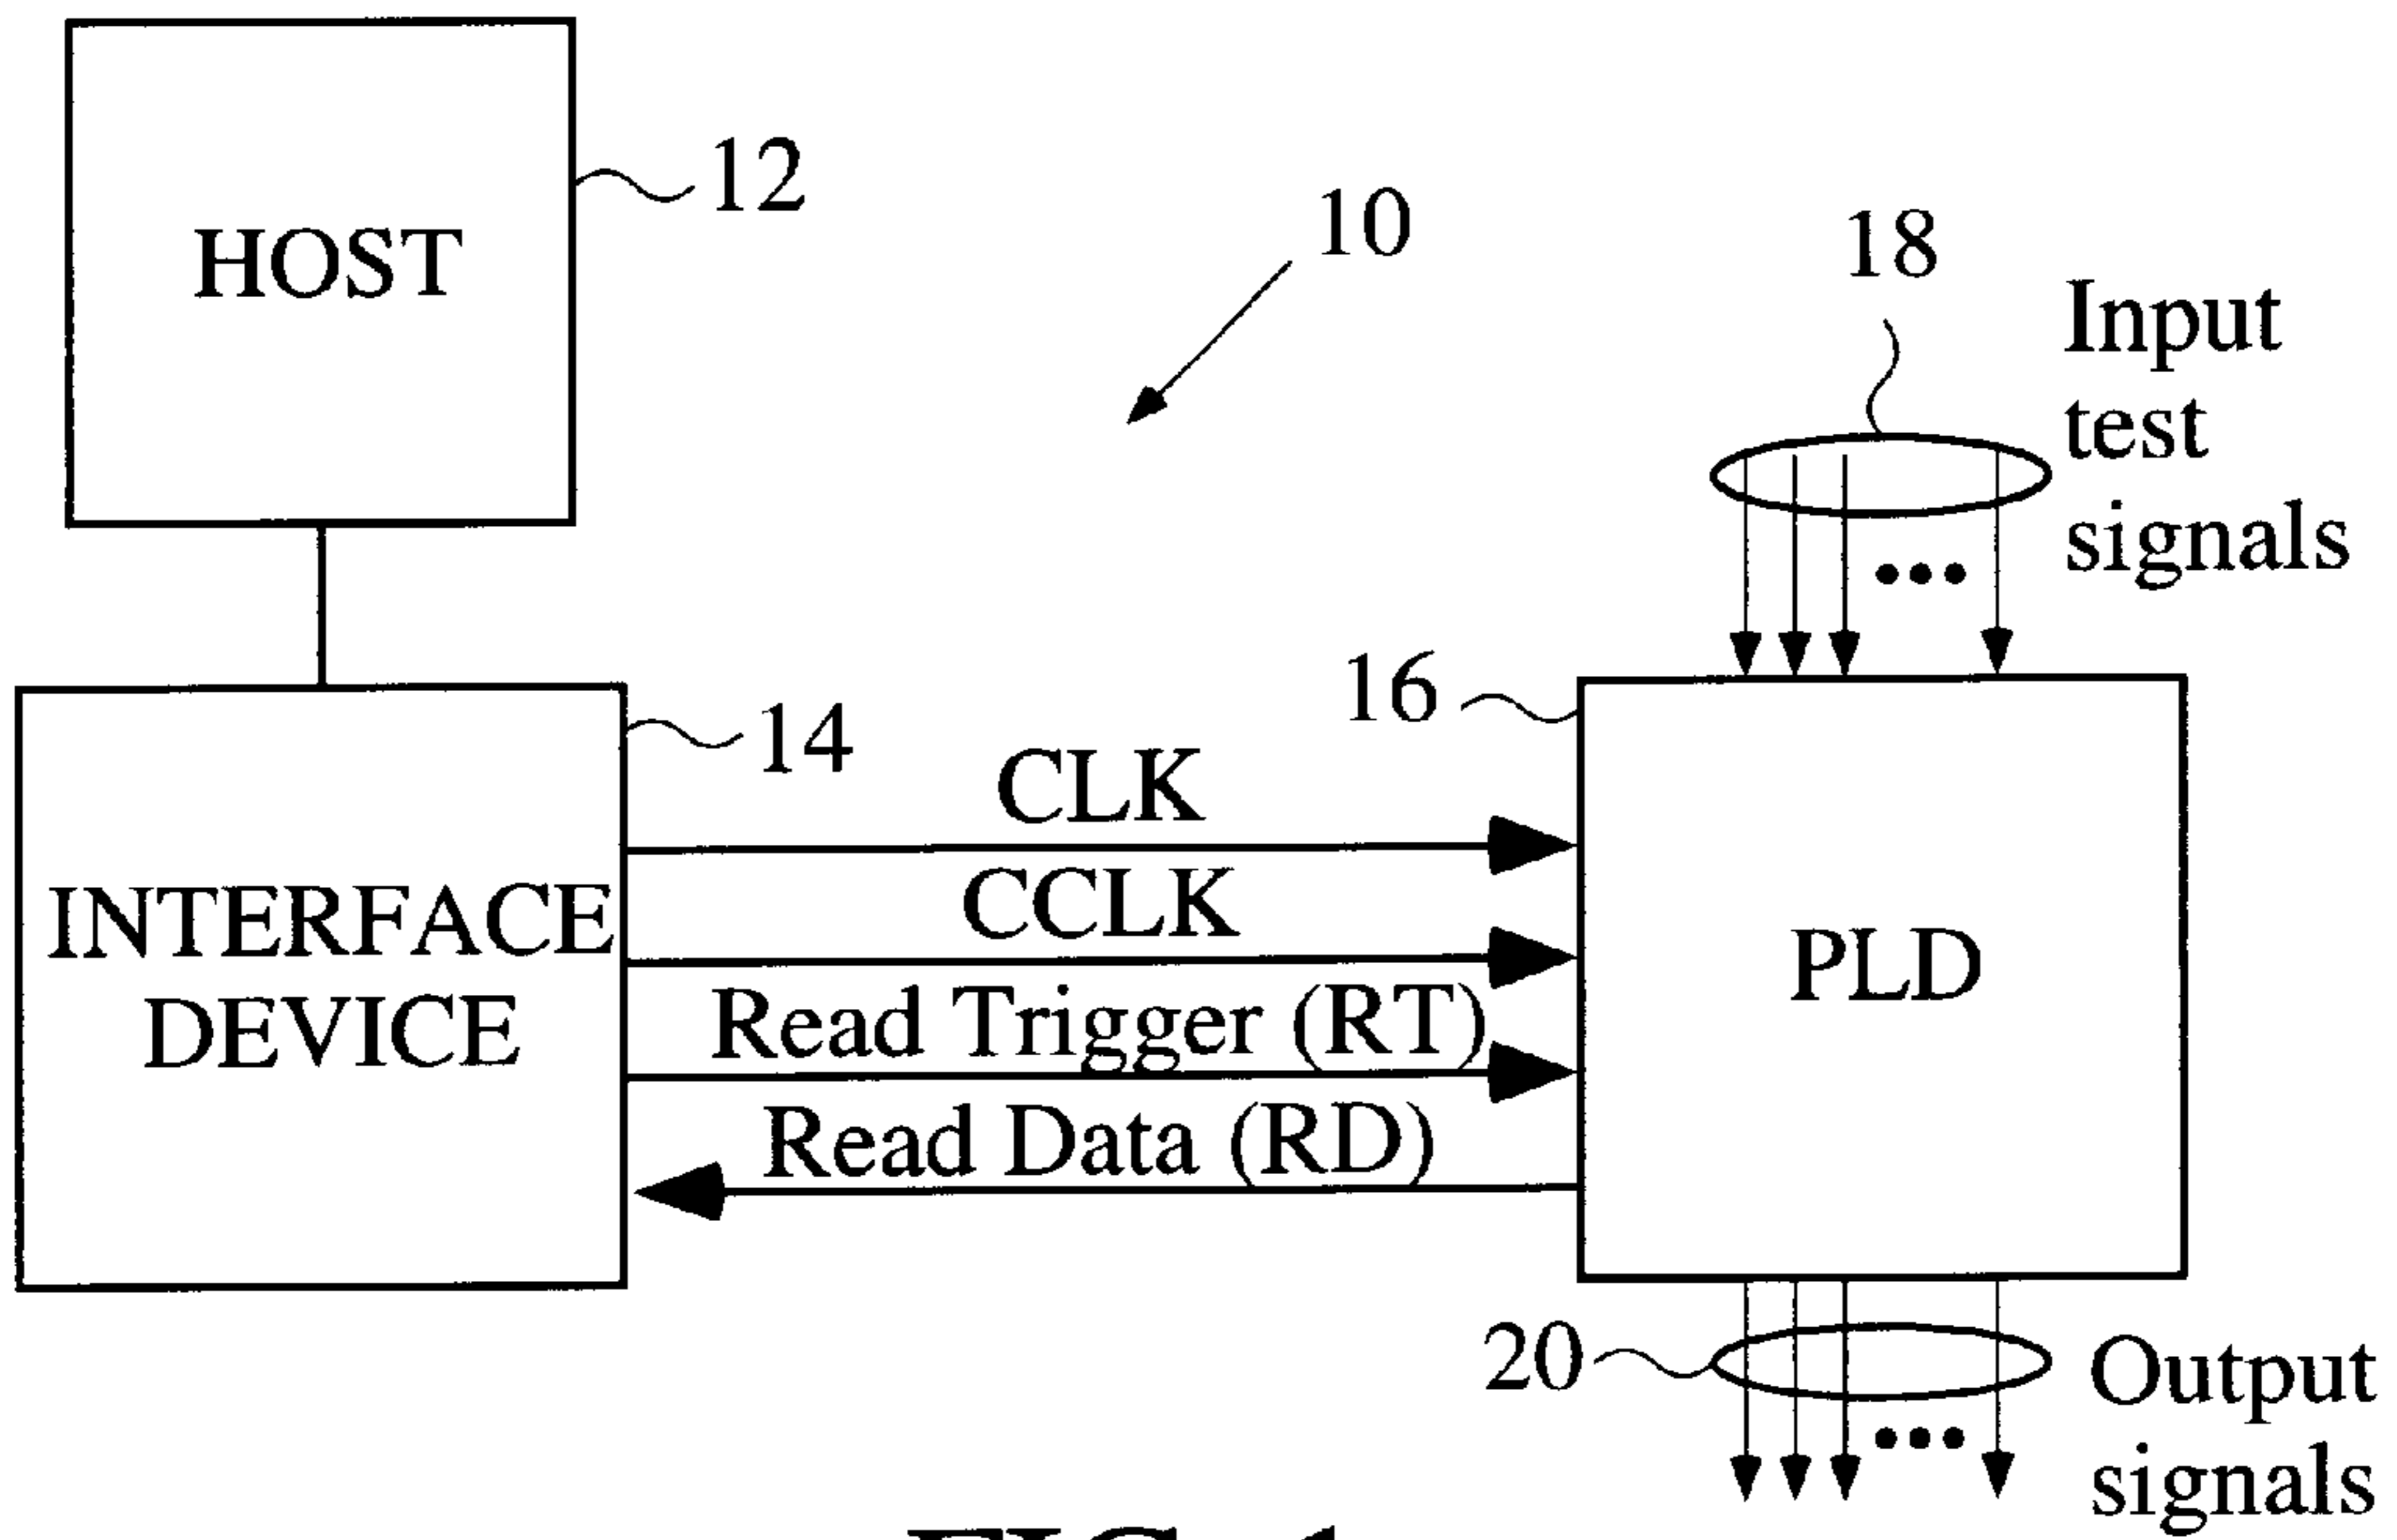 HOST
12
10
18
Input
test
signals
16
14
CLK
CCLK
Read Trigger (RT)
Read Data (RD)
INTERFACE
DEVICE
PLD
20
Output
signals